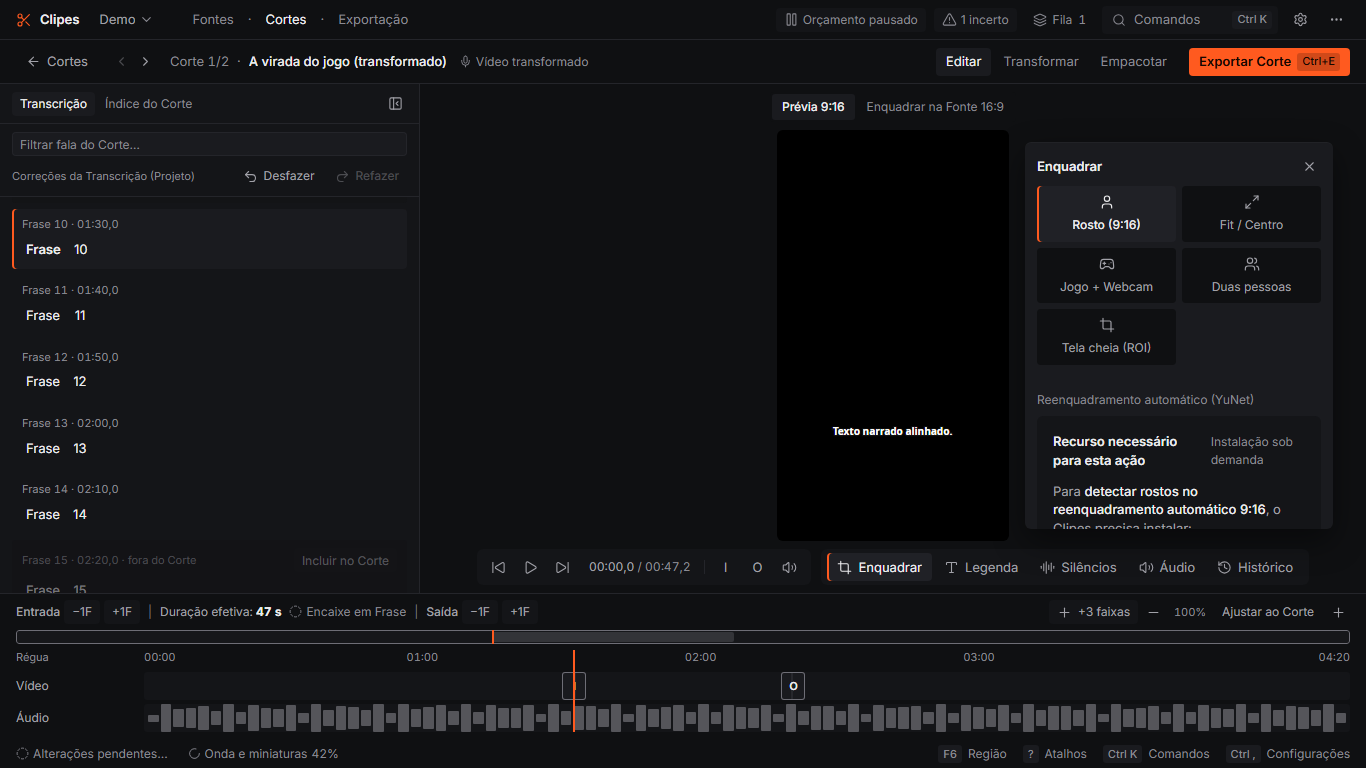 Clipes Demo Fontes · Cortes · Exportação Orçamento pausado 1 incerto Fila 1 Comandos Ctrl K
Cortes Corte 1/2 · A virada do jogo (transformado) Vídeo transformado Editar Transformar Empacotar Exportar Corte Ctrl+E
Transcrição Índice do Corte
Filtrar fala do Corte...
Correções da Transcrição (Projeto) Desfazer Refazer
Frase 10 · 01:30,0
Frase 10
Frase 11 · 01:40,0
Frase 11
Frase 12 · 01:50,0
Frase 12
Frase 13 · 02:00,0
Frase 13
Frase 14 · 02:10,0
Frase 14
Frase 15 · 02:20,0 · fora do Corte Incluir no Corte
Frase 15
Prévia 9:16 Enquadrar na Fonte 16:9
Texto narrado alinhado.
Enquadrar
Rosto (9:16) Fit / Centro
Jogo + Webcam Duas pessoas
Tela cheia (ROI)
Reenquadramento automático (YuNet)
Recurso necessário
para esta ação
Instalação sob
demanda
Para detectar rostos no
reenquadramento automático 9:16, o
Clipes precisa instalar:
00:00,0 / 00:47,2 I O Enquadrar Legenda Silêncios Áudio Histórico
Entrada −1F +1F Duração efetiva: 47 s Encaixe em Frase Saída −1F +1F +3 faixas 100% Ajustar ao Corte
Régua 00:00 01:00 02:00 03:00 04:20
Vídeo O
Áudio
Alterações pendentes... Onda e miniaturas 42% F6 Região ? Atalhos Ctrl K Comandos Ctrl , Configurações